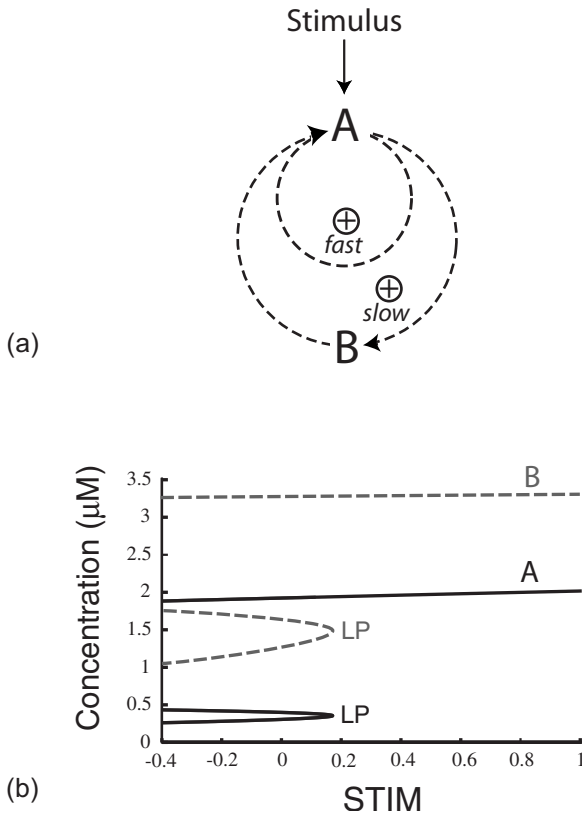 Stimulus
A
+
fast
+
slow
B
(a)
Concentration (μM)
3.5
3
2.5
2
1.5
1
0.5
0
B
A
LP
LP
-0.4
-0.2
0
0.2
0.4
0.6
0.8
1
STIM
(b)